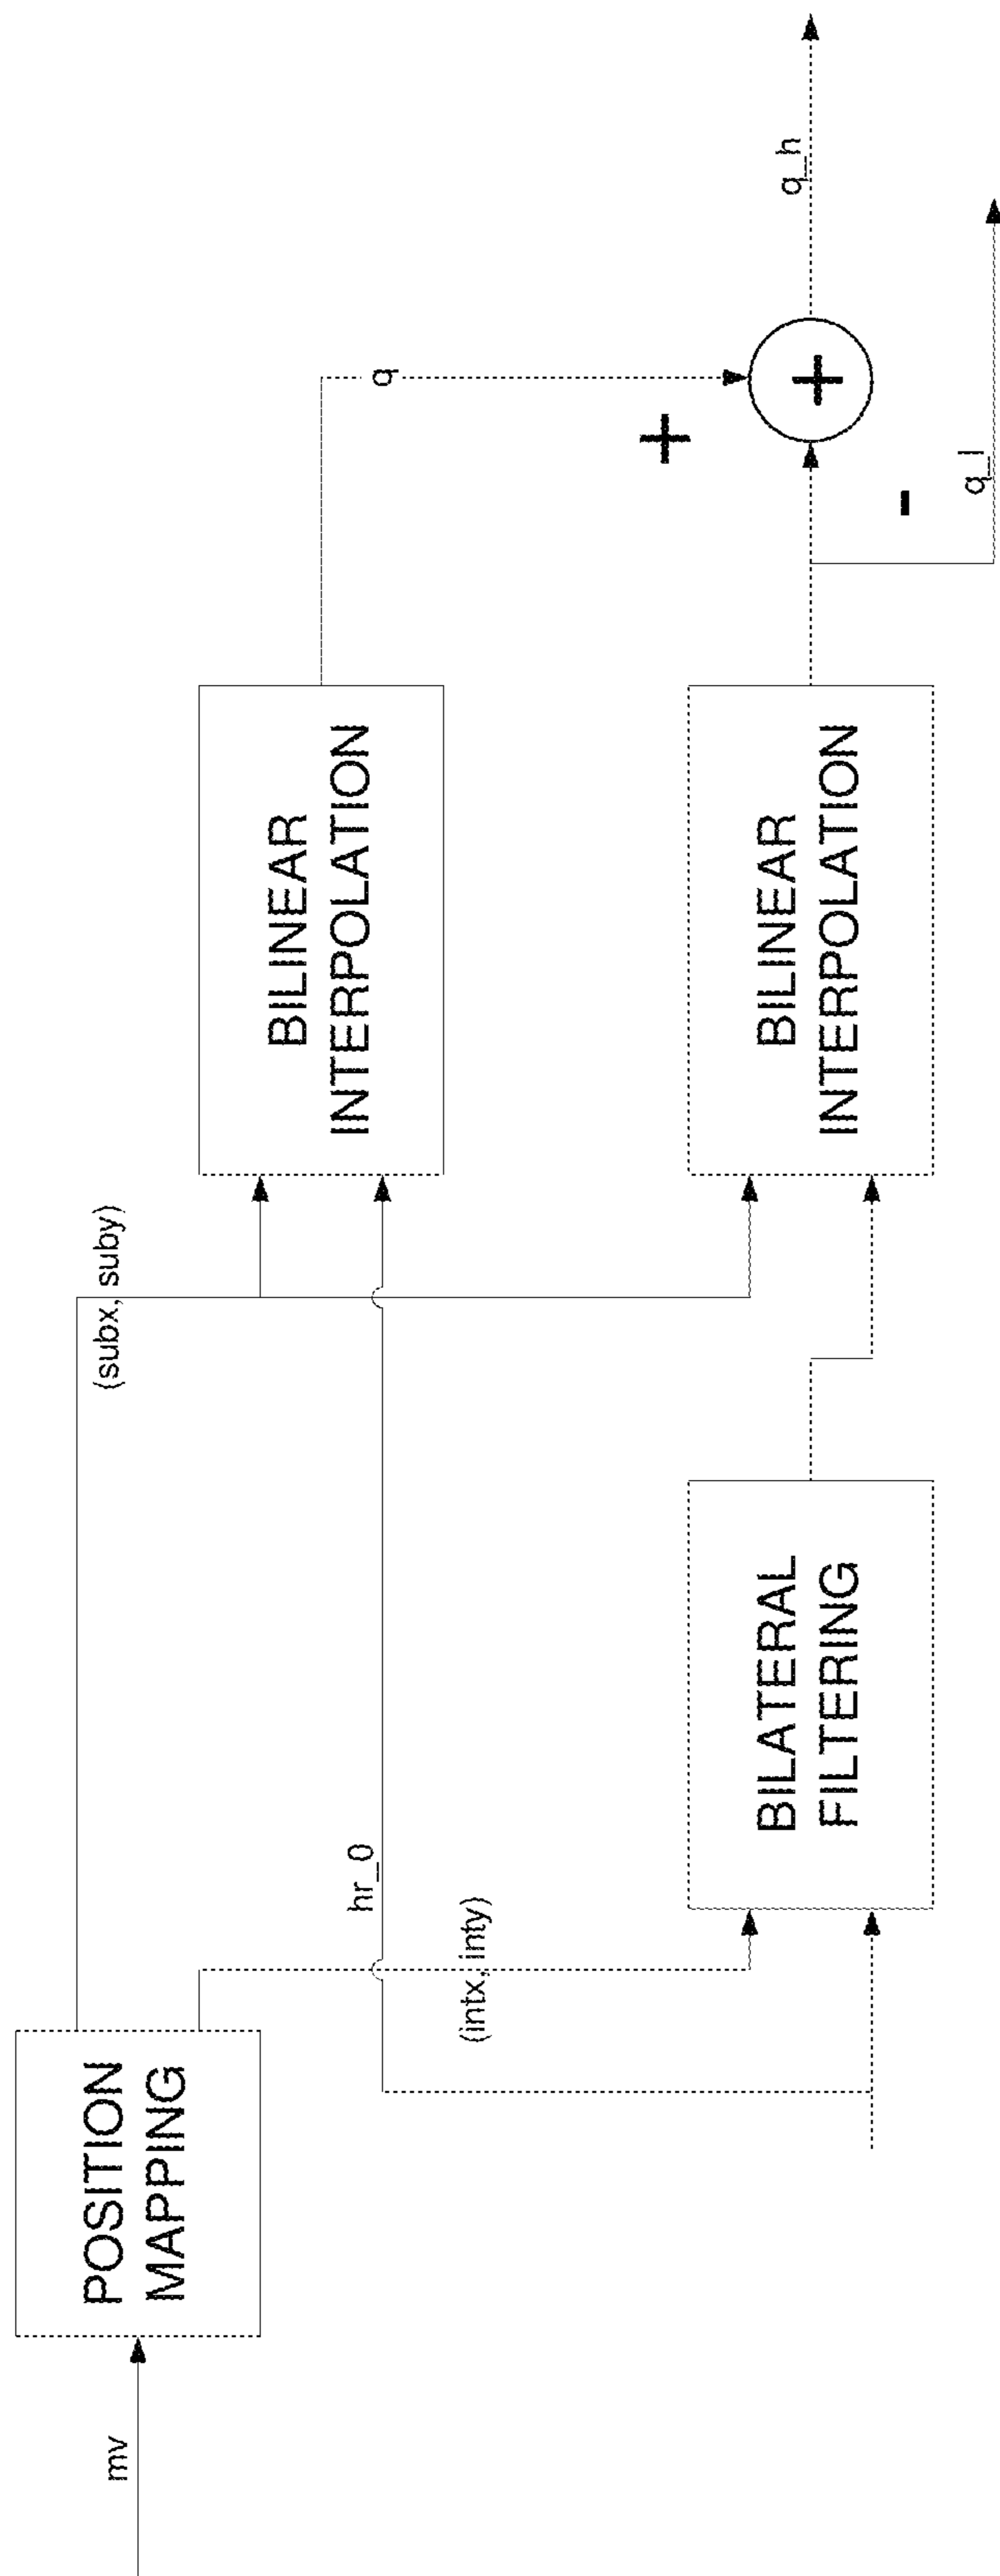 mv
POSITION
MAPPING
(subx, suby)
hr_0
(intx, inty)
BILATERAL
FILTERING
BILINEAR
INTERPOLATION
BILINEAR
INTERPOLATION
q
+
-
+
q_l
q_h